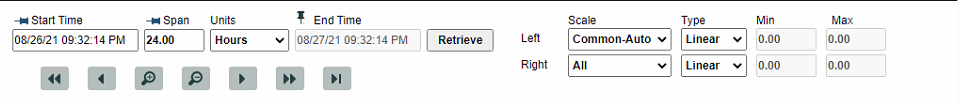 Start Time Span Units End Time Scale Type Min Max
08/26/21 09:32:14 PM 24.00 Hours 08/27/21 09:32:14 PM Retrieve
Left Common-Auto Linear 0.00 0.00
Right All Linear 0.00 0.00